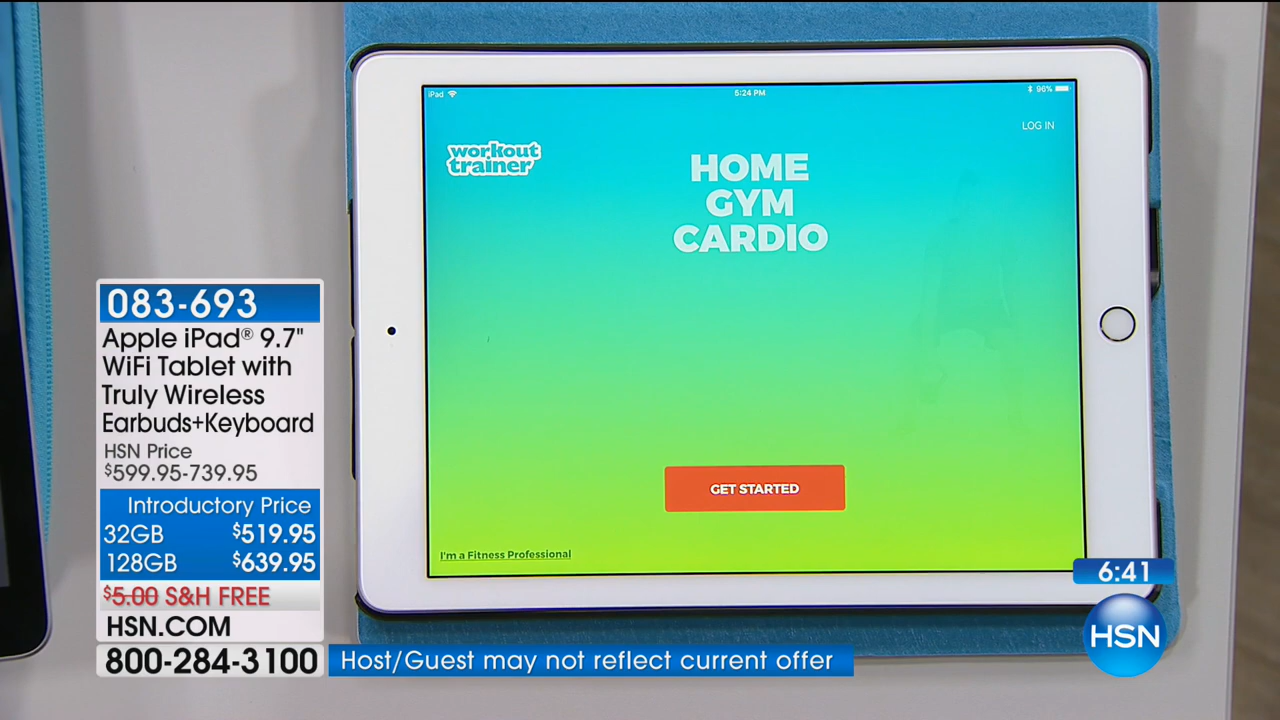 iPad
5:24 PM
96%
LOG IN
workout
trainer
HOME
GYM
CARDIO
GET STARTED
I'm a Fitness Professional
083-693
Apple iPad® 9.7"
WiFi Tablet with
Truly Wireless
Earbuds+Keyboard
HSN Price
$599.95-739.95
Introductory Price
32GB $519.95
128GB $639.95
$5.00 S&H FREE
HSN.COM
800-284-3100
Host/Guest may not reflect current offer
6:41
HSN